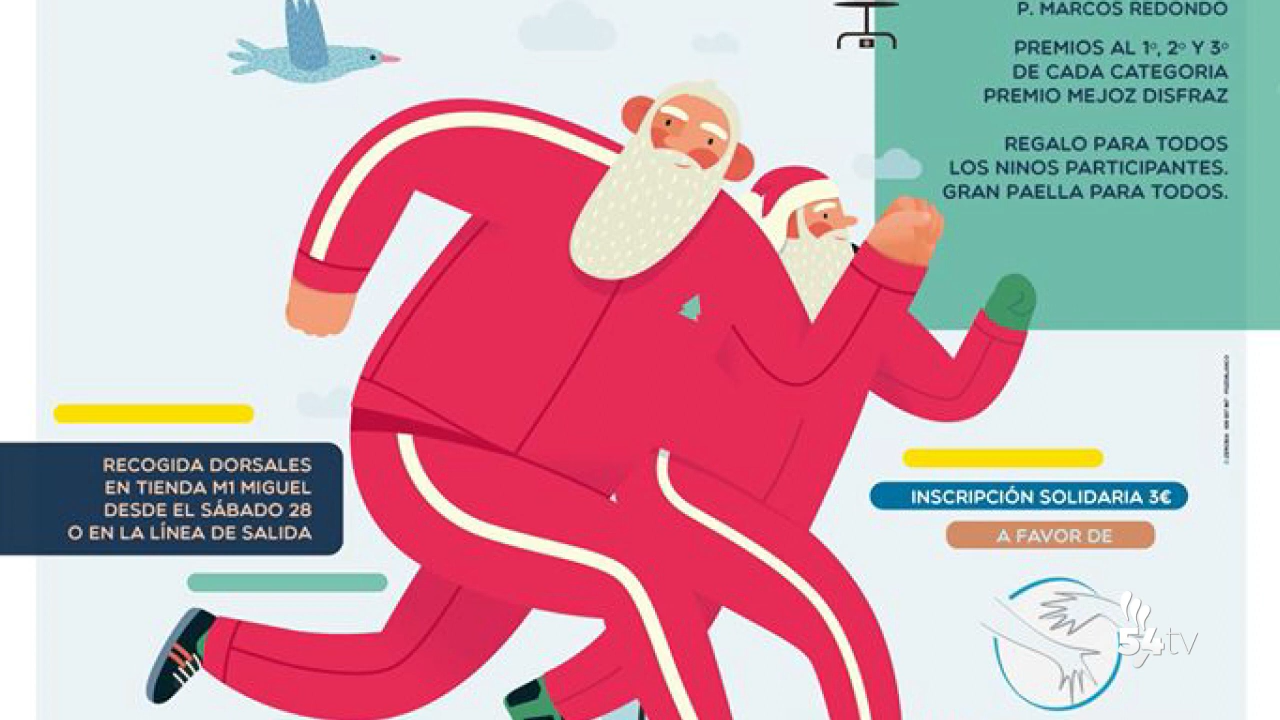 P. MARCOS REDONDO
PREMIOS AL 1º, 2º Y 3º
DE CADA CATEGORIA
PREMIO MEJOZ DISFRAZ
REGALO PARA TODOS
LOS NINOS PARTICIPANTES.
GRAN PAELLA PARA TODOS.
RECOGIDA DORSALES
EN TIENDA M1 MIGUEL
DESDE EL SÁBADO 28
O EN LA LÍNEA DE SALIDA
INSCRIPCIÓN SOLIDARIA 3€
A FAVOR DE
54tv